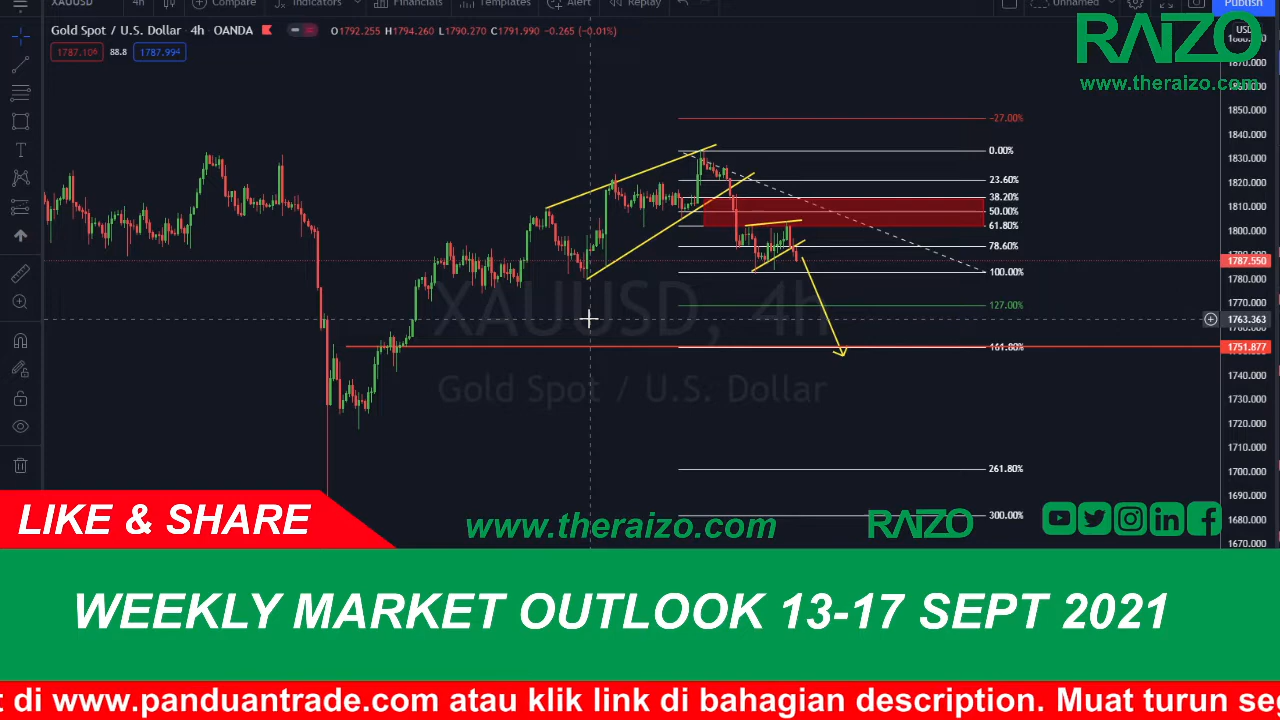 XAUUSD 4h Compare Indicators Financials Templates Alert Replay Unnamed Publish
Gold Spot / U.S. Dollar 4h OANDA O1792.255 H1794.260 L1790.270 C1791.990 -0.265 (-0.01%)
USD
1787.106 88.8 1787.994
RAIZO
www.theraizo.com
1870.000
1850.000
1840.000
1830.000
1820.000
1810.000
1800.000
1787.550
1780.000
1770.000
1763.363
1751.877
1740.000
1730.000
1720.000
1710.000
1700.000
1690.000
1680.000
1670.000
-27.00%
0.00%
23.60%
38.20%
50.00%
61.80%
78.60%
100.00%
127.00%
161.80%
261.80%
300.00%
XAUUSD, 4h
Gold Spot / U.S. Dollar
LIKE & SHARE
www.theraizo.com
RAIZO
WEEKLY MARKET OUTLOOK 13-17 SEPT 2021
di www.panduantrade.com atau klik link di bahagian description. Muat turun